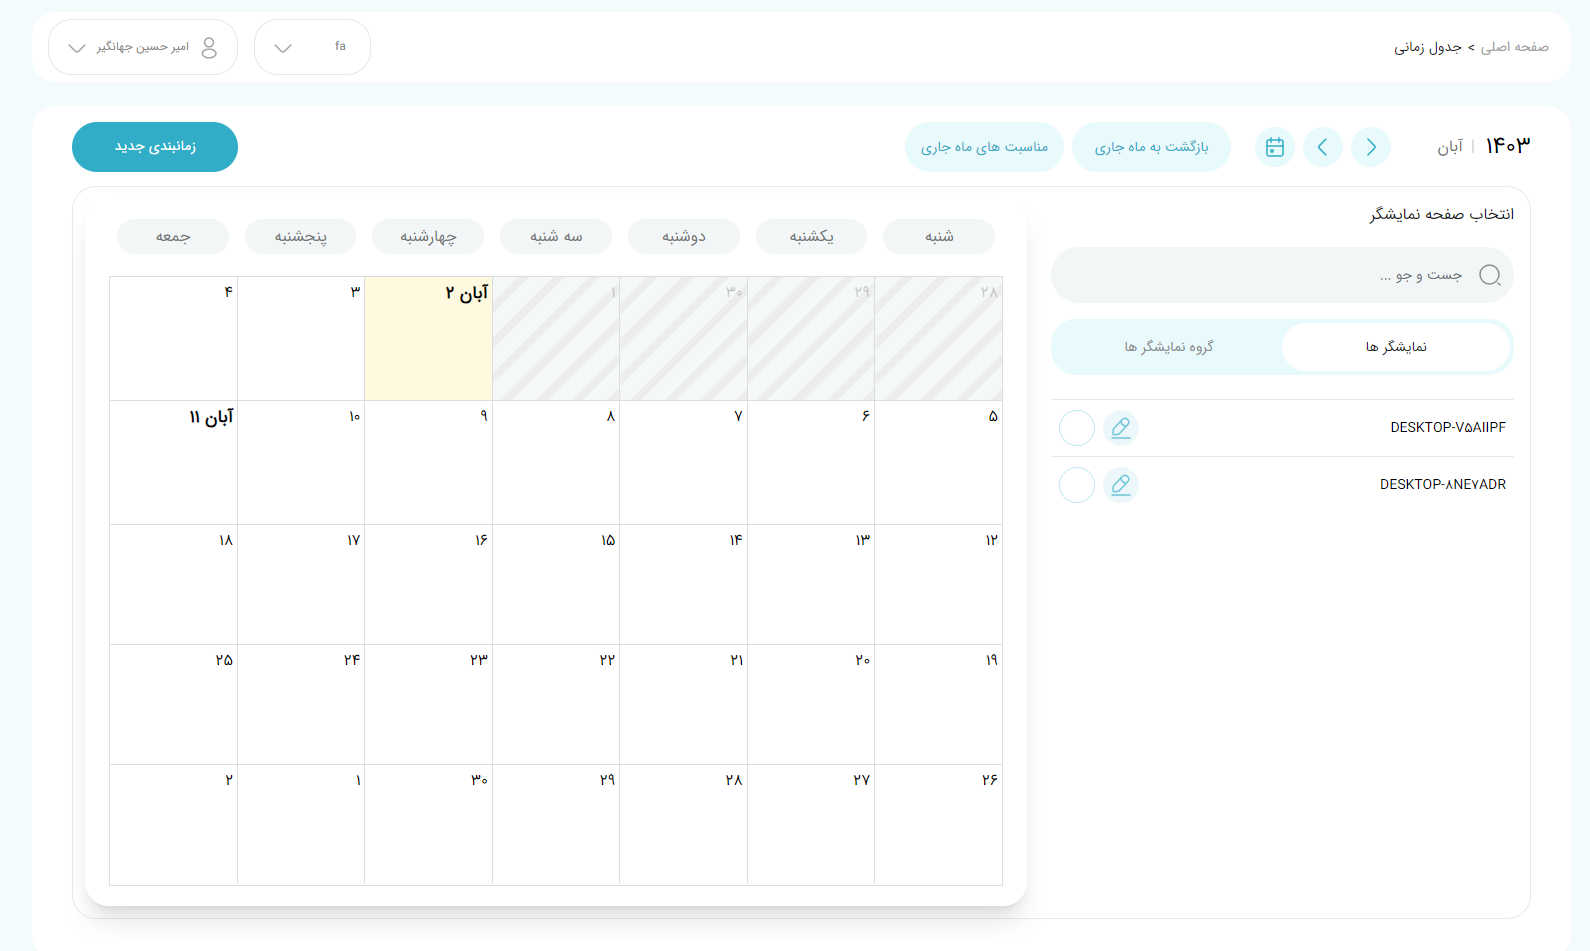 صفحه اصلی > جدول زمانی
fa
امیر حسین جهانگیر
۱۴۰۳ | آبان
بازگشت به ماه جاری
مناسبت های ماه جاری
زمانبندی جدید
انتخاب صفحه نمایشگر
جست و جو ...
نمایشگر ها
گروه نمایشگر ها
DESKTOP-V۵AIIPF
DESKTOP-۸NE۷ADR
شنبه یکشنبه دوشنبه سه شنبه چهارشنبه پنجشنبه جمعه
۲۸ ۲۹ ۳۰ ۱ آبان ۲ ۳ ۴
۵ ۶ ۷ ۸ ۹ ۱۰ آبان ۱۱
۱۲ ۱۳ ۱۴ ۱۵ ۱۶ ۱۷ ۱۸
۱۹ ۲۰ ۲۱ ۲۲ ۲۳ ۲۴ ۲۵
۲۶ ۲۷ ۲۸ ۲۹ ۳۰ ۱ ۲